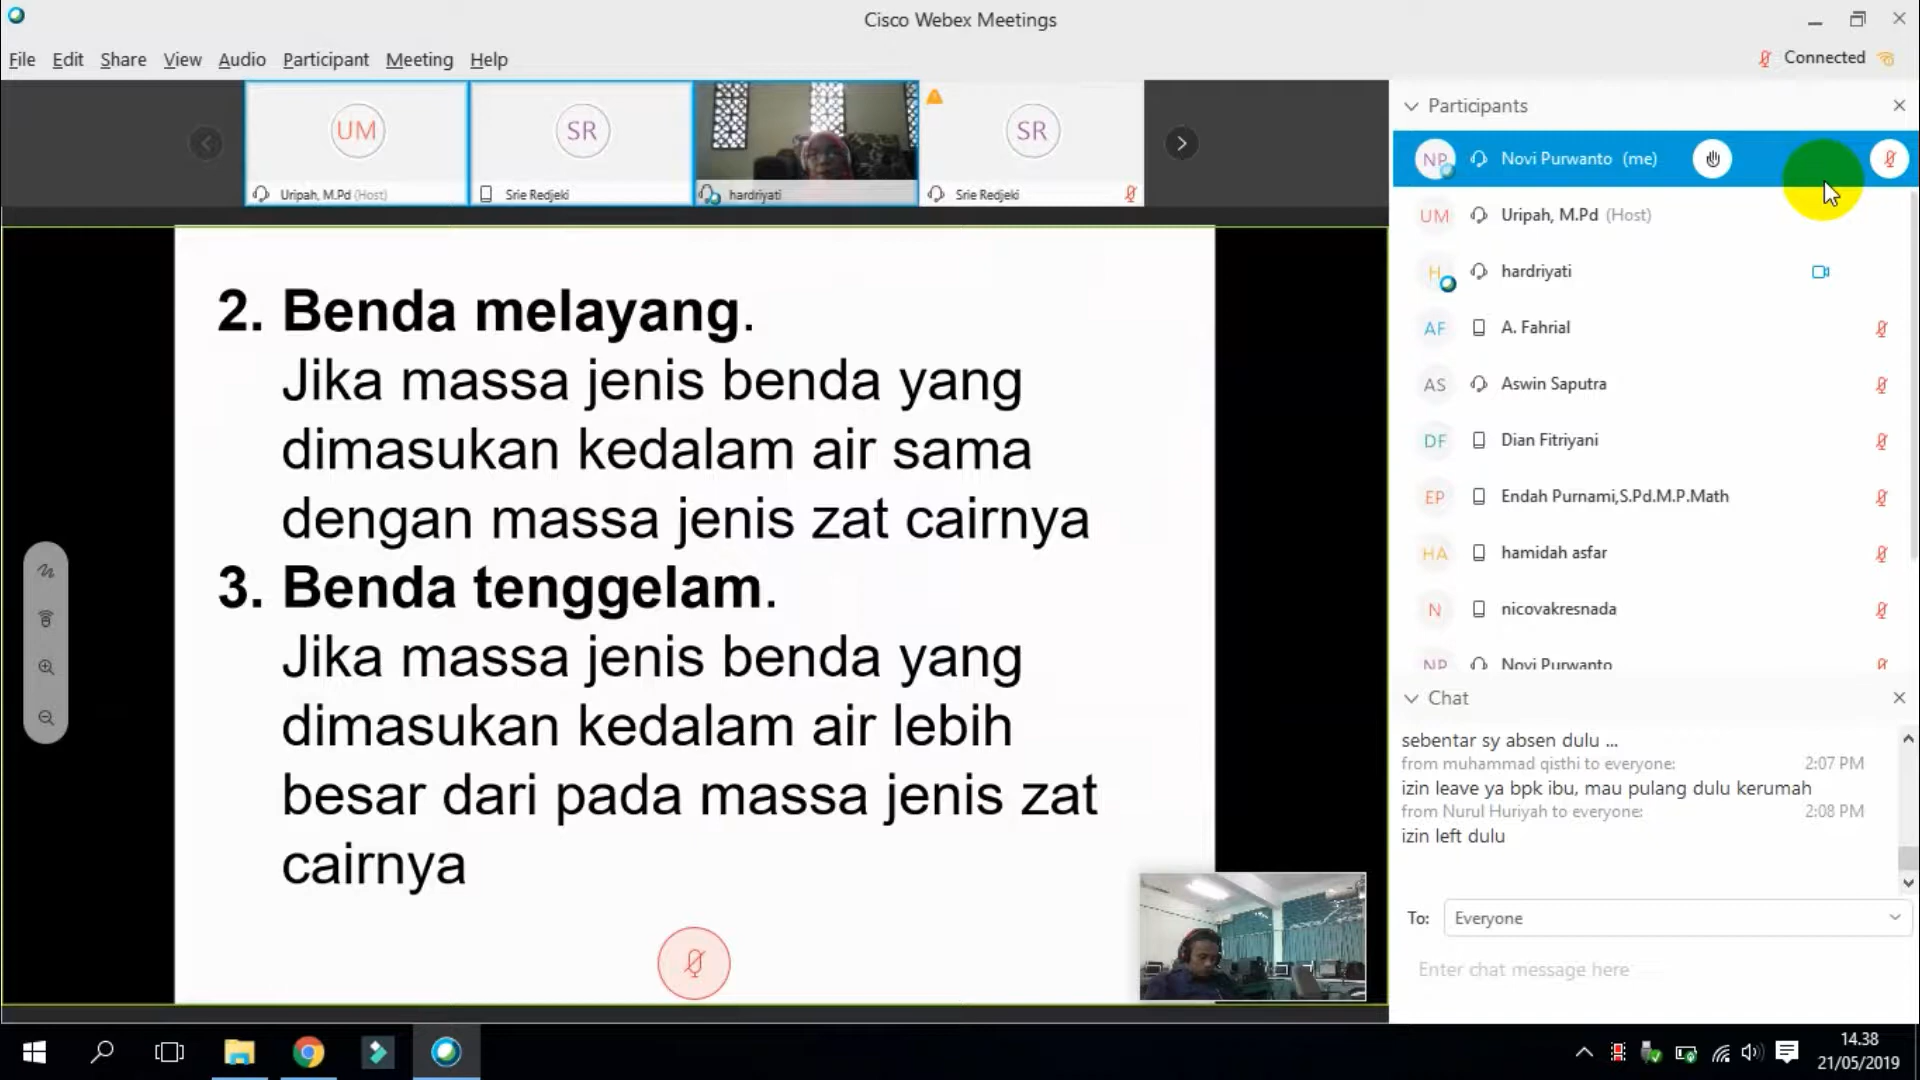 Cisco Webex Meetings
File Edit Share View Audio Participant Meeting Help
Connected
UM
Uripah, M.Pd (Host)
SR
Srie Redjeki
hardriyati
SR
Srie Redjeki
2. Benda melayang.
Jika massa jenis benda yang
dimasukan kedalam air sama
dengan massa jenis zat cairnya
3. Benda tenggelam.
Jika massa jenis benda yang
dimasukan kedalam air lebih
besar dari pada massa jenis zat
cairnya
Participants
NP Novi Purwanto (me)
UM Uripah, M.Pd (Host)
H hardriyati
AF A. Fahrial
AS Aswin Saputra
DF Dian Fitriyani
EP Endah Purnami,S.Pd.M.P.Math
HA hamidah asfar
N nicovakresnada
NP Novi Purwanto
Chat
sebentar sy absen dulu ...
from muhammad qisthi to everyone: 2:07 PM
izin leave ya bpk ibu, mau pulang dulu kerumah
from Nurul Huriyah to everyone: 2:08 PM
izin left dulu
To: Everyone
Enter chat message here
14.38
21/05/2019